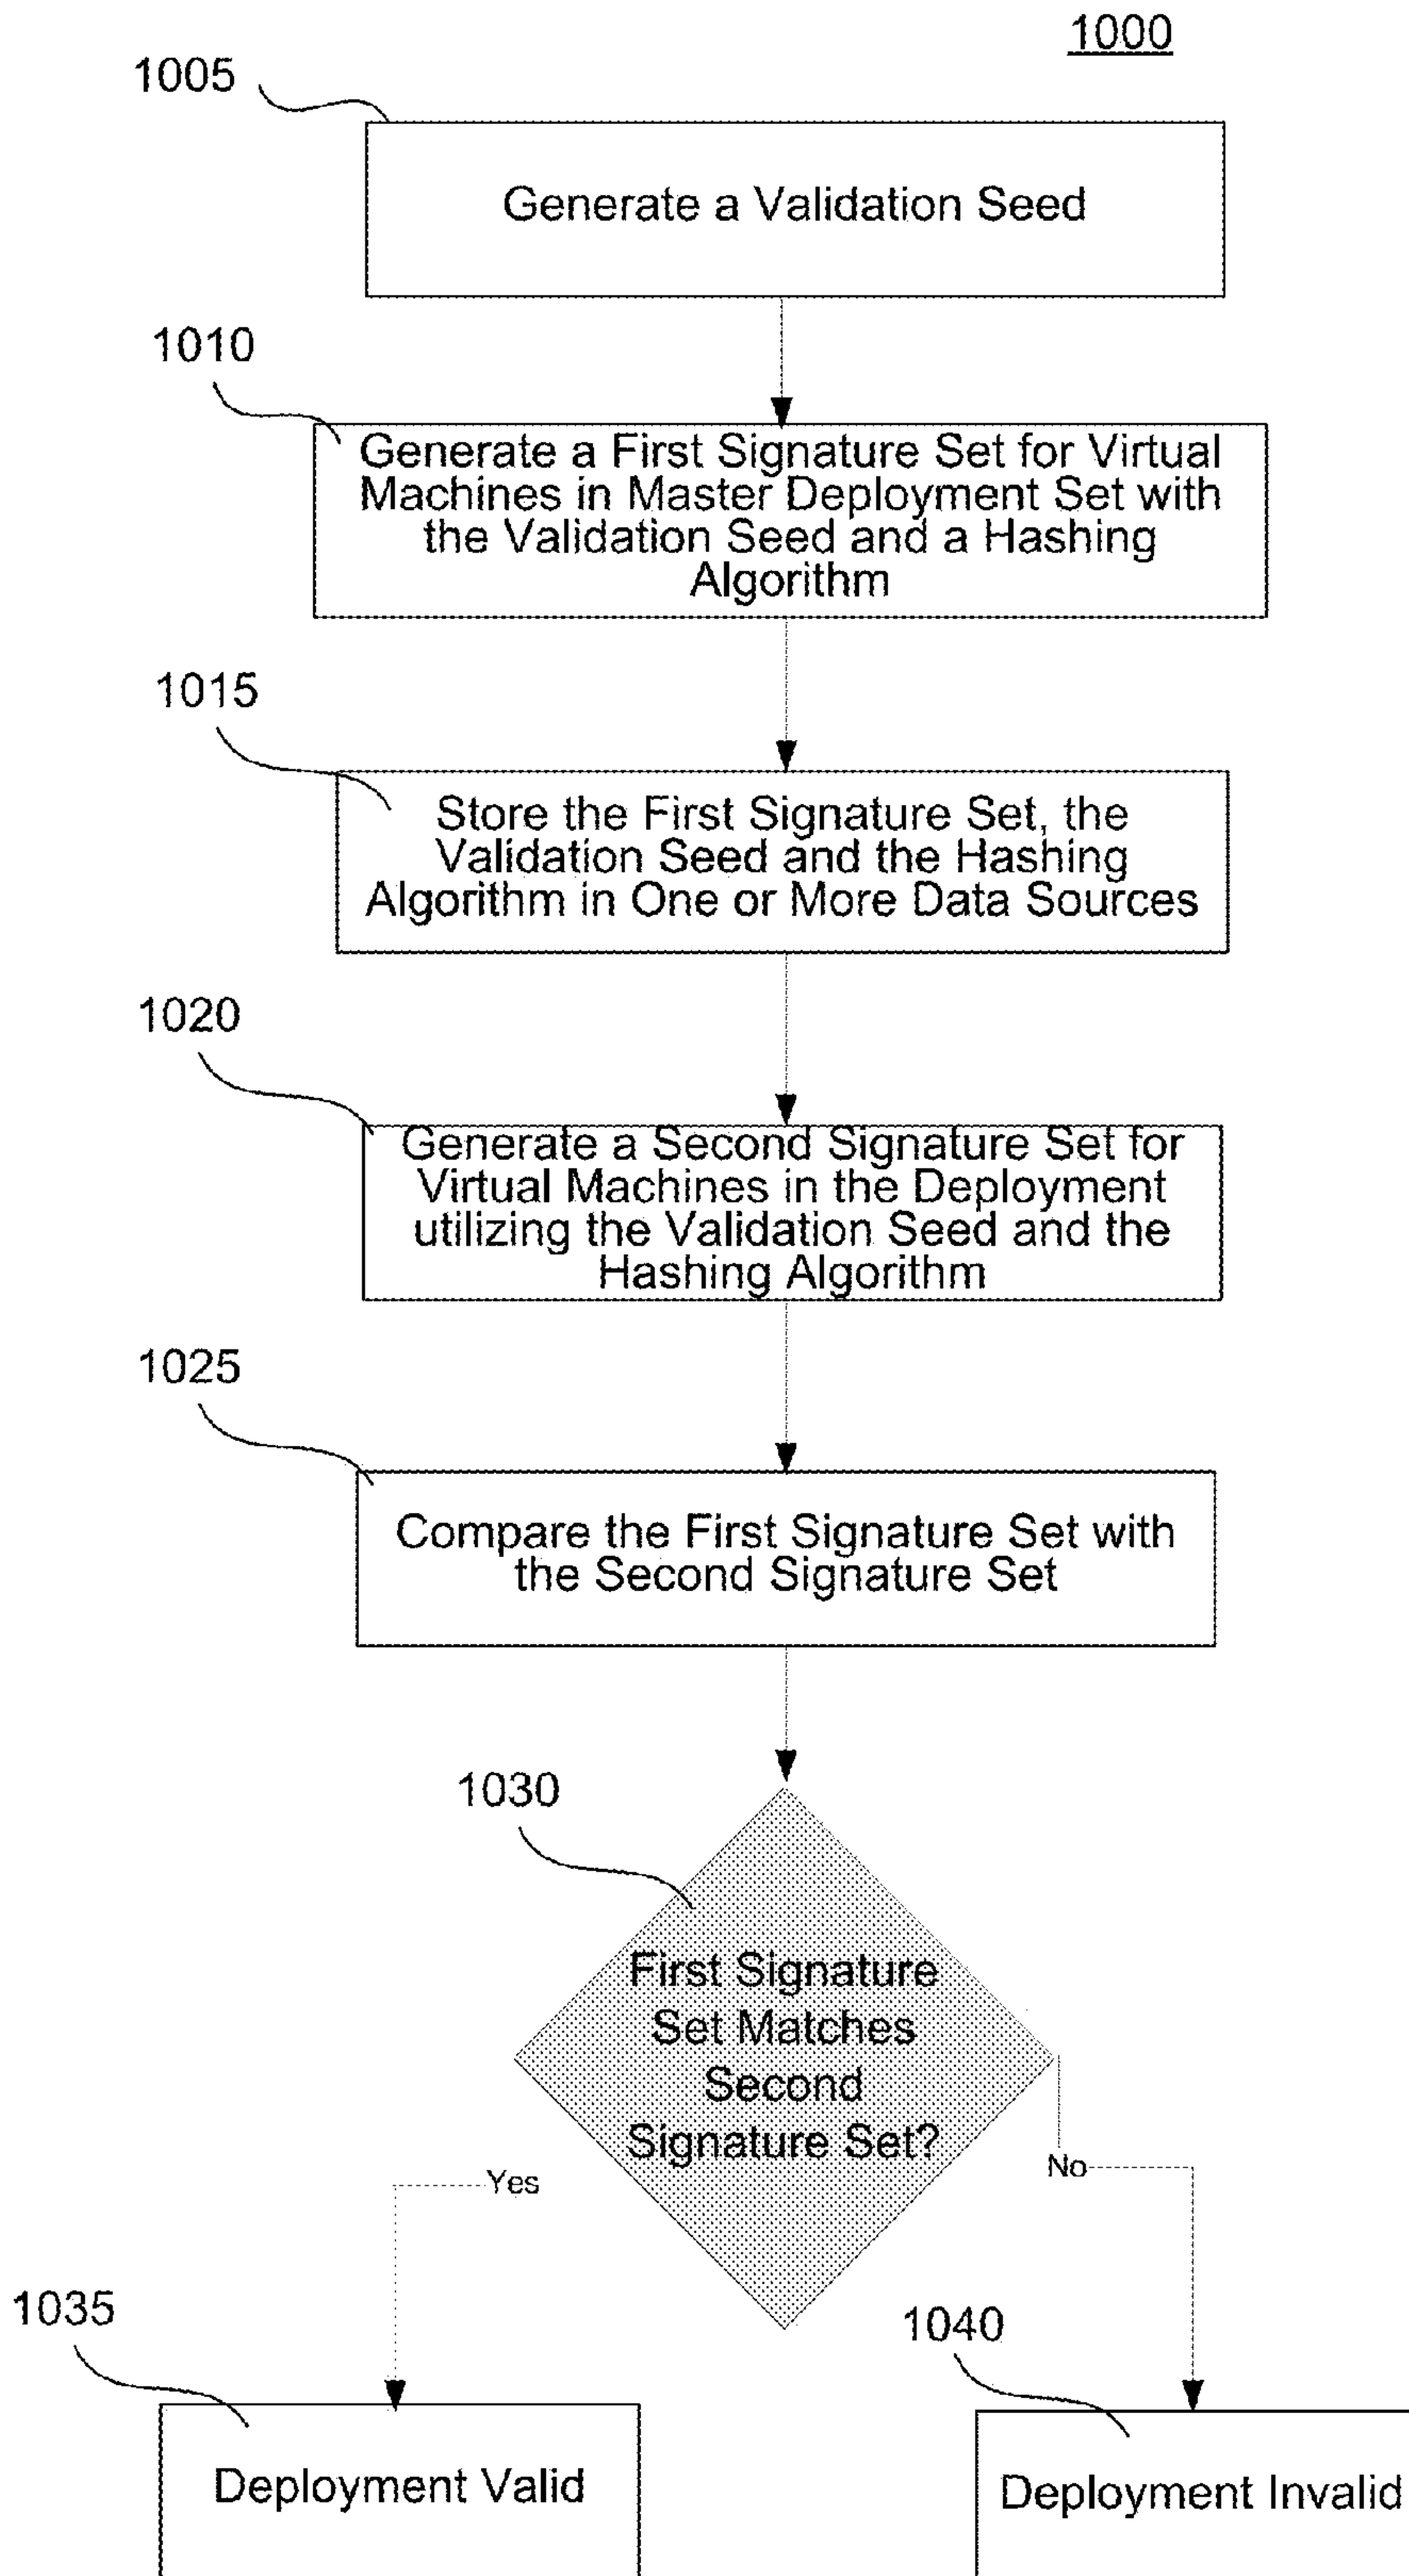 1000
1005
Generate a Validation Seed
1010
Generate a First Signature Set for Virtual
Machines in Master Deployment Set with
the Validation Seed and a Hashing
Algorithm
1015
Store the First Signature Set, the
Validation Seed and the Hashing
Algorithm in One or More Data Sources
1020
Generate a Second Signature Set for
Virtual Machines in the Deployment
utilizing the Validation Seed and the
Hashing Algorithm
1025
Compare the First Signature Set with
the Second Signature Set
1030
First Signature
Set Matches
Second
Signature Set?
Yes
No
1035
Deployment Valid
1040
Deployment Invalid